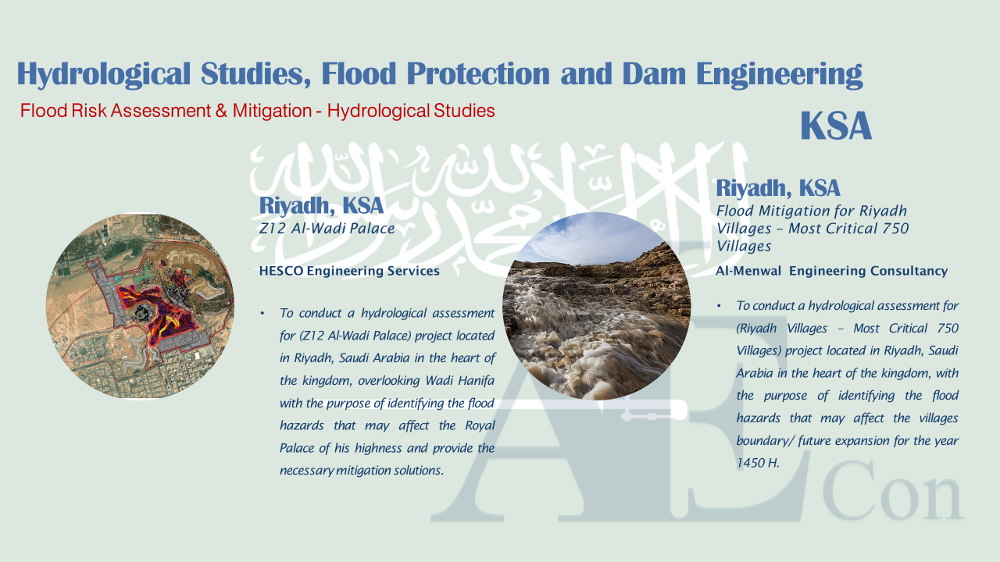 Hydrological Studies, Flood Protection and Dam Engineering
Flood Risk Assessment & Mitigation - Hydrological Studies
KSA
لا إله إلا الله محمد رسول الله
Riyadh, KSA
Z12 Al-Wadi Palace
HESCO Engineering Services
• To conduct a hydrological assessment
for (Z12 Al-Wadi Palace) project located
in Riyadh, Saudi Arabia in the heart of
the kingdom, overlooking Wadi Hanifa
with the purpose of identifying the flood
hazards that may affect the Royal
Palace of his highness and provide the
necessary mitigation solutions.
Riyadh, KSA
Flood Mitigation for Riyadh
Villages – Most Critical 750
Villages
Al-Menwal  Engineering Consultancy
• To conduct a hydrological assessment for
(Riyadh Villages – Most Critical 750
Villages) project located in Riyadh, Saudi
Arabia in the heart of the kingdom, with
the purpose of identifying the flood
hazards that may affect the villages
boundary/ future expansion for the year
1450 H.
AE Con